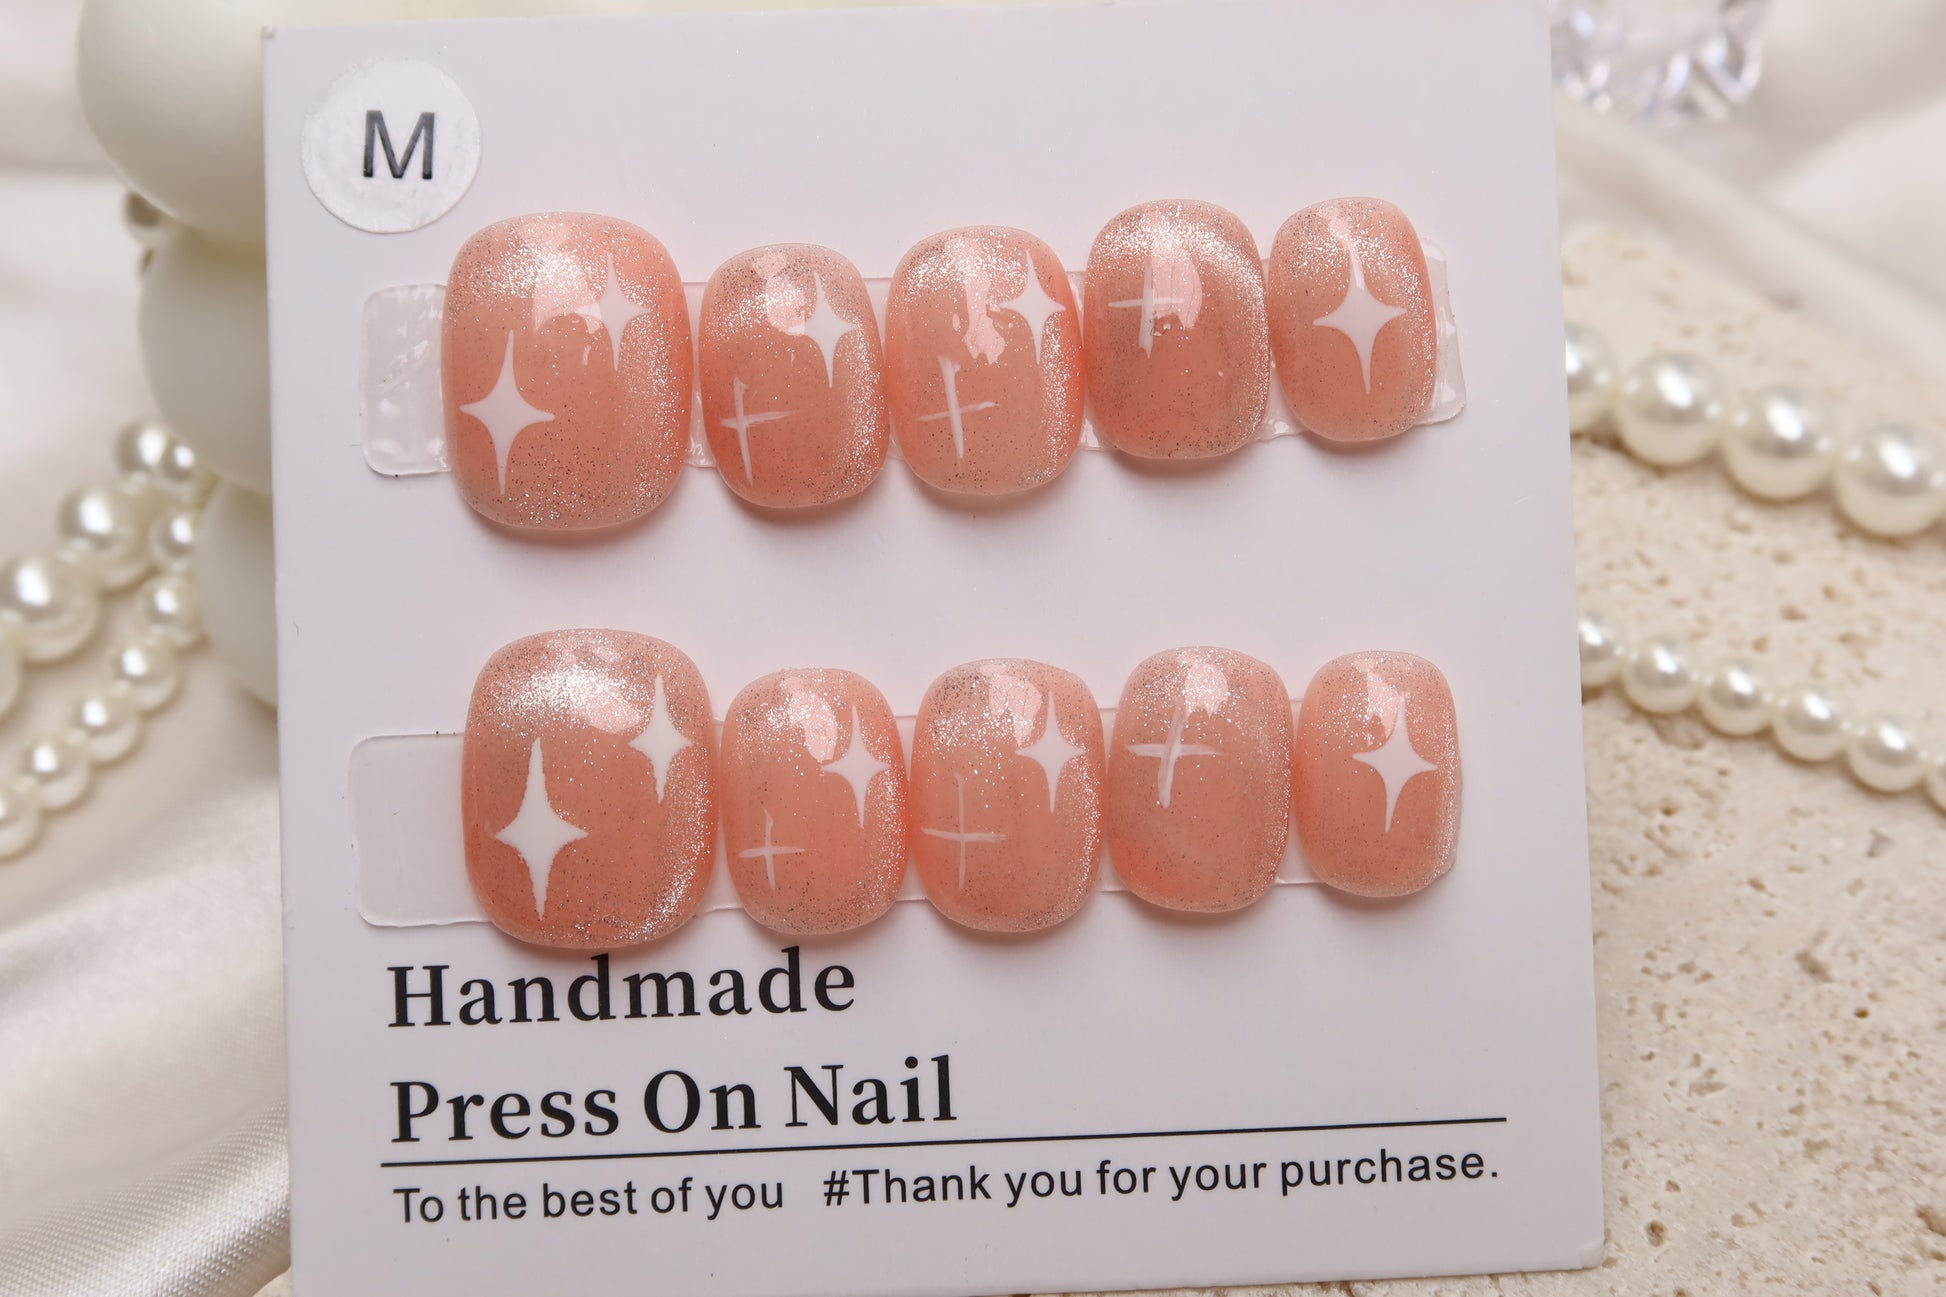 M
Handmade
Press On Nail
To the best of you #Thank you for your purchase.